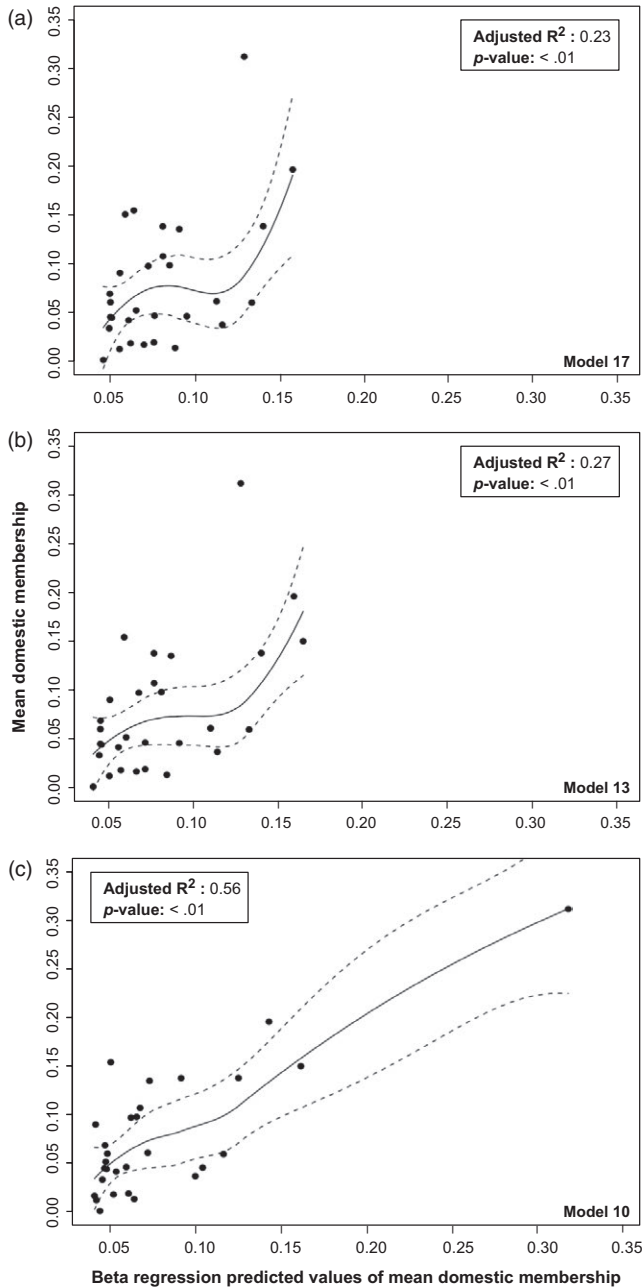 (a)
0.35
0.30
0.25
0.20
0.15
0.10
0.05
0.00
Adjusted R² : 0.23
p-value: < .01
Model 17
0.05 0.10 0.15 0.20 0.25 0.30 0.35
(b)
0.35
0.30
0.25
0.20
0.15
0.10
0.05
0.00
Adjusted R² : 0.27
p-value: < .01
Mean domestic membership
Model 13
0.05 0.10 0.15 0.20 0.25 0.30 0.35
(c)
0.35
0.30
0.25
0.20
0.15
0.10
0.05
0.00
Adjusted R² : 0.56
p-value: < .01
Model 10
0.05 0.10 0.15 0.20 0.25 0.30 0.35
Beta regression predicted values of mean domestic membership